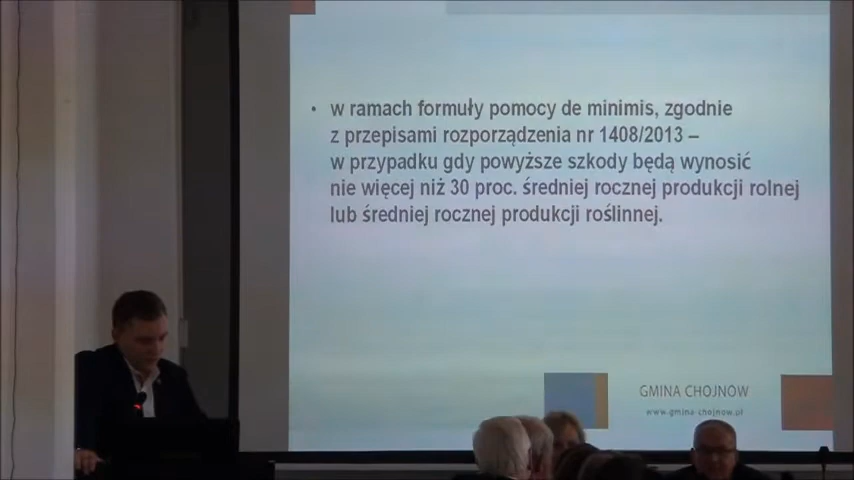 • w ramach formuły pomocy de minimis, zgodnie
z przepisami rozporządzenia nr 1408/2013 –
w przypadku gdy powyższe szkody będą wynosić
nie więcej niż 30 proc. średniej rocznej produkcji rolnej
lub średniej rocznej produkcji roślinnej.
GMINA CHOJNÓW
www.gmina-chojnow.pl